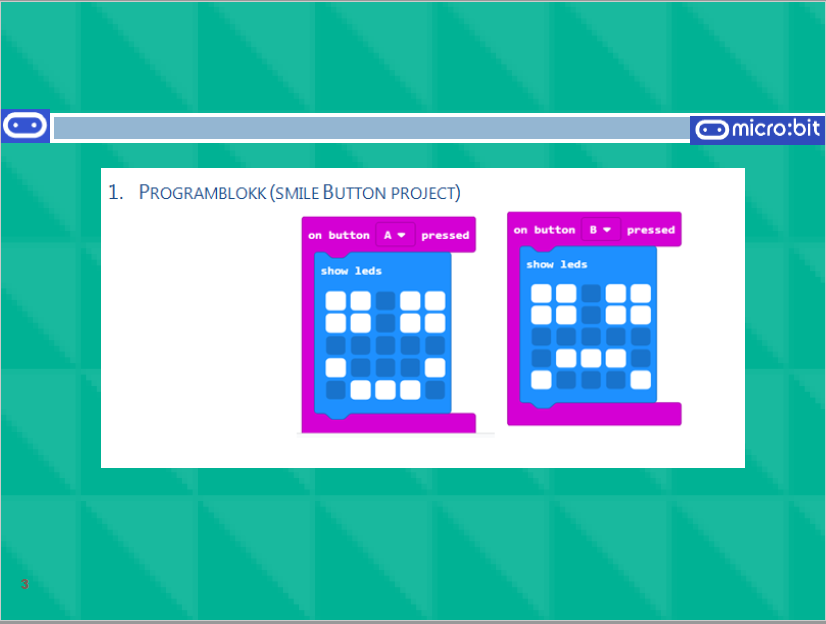 micro:bit
1. PROGRAMBLOKK (SMILE BUTTON PROJECT)
on button A pressed
show leds
on button B pressed
show leds
3